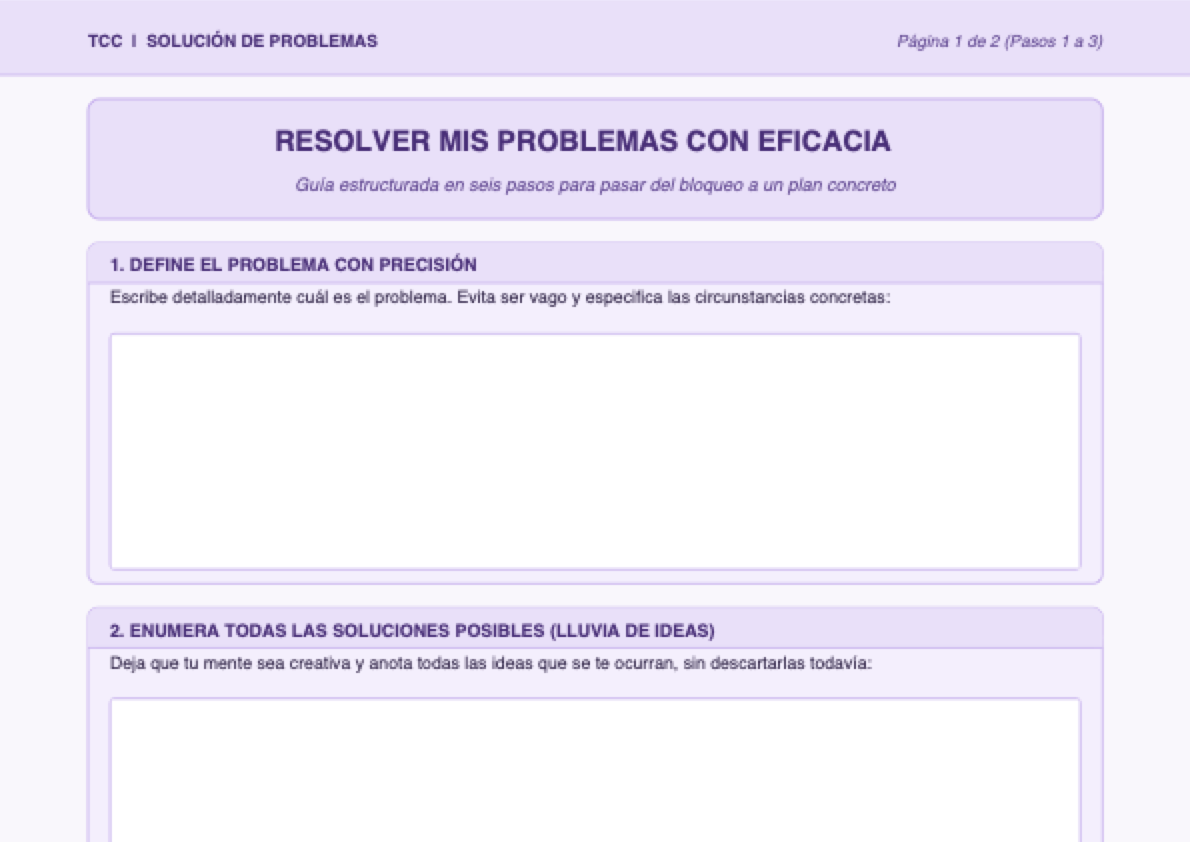 TCC | SOLUCIÓN DE PROBLEMAS
Página 1 de 2 (Pasos 1 a 3)
RESOLVER MIS PROBLEMAS CON EFICACIA
Guía estructurada en seis pasos para pasar del bloqueo a un plan concreto
1. DEFINE EL PROBLEMA CON PRECISIÓN
Escribe detalladamente cuál es el problema. Evita ser vago y especifica las circunstancias concretas:
2. ENUMERA TODAS LAS SOLUCIONES POSIBLES (LLUVIA DE IDEAS)
Deja que tu mente sea creativa y anota todas las ideas que se te ocurran, sin descartarlas todavía: